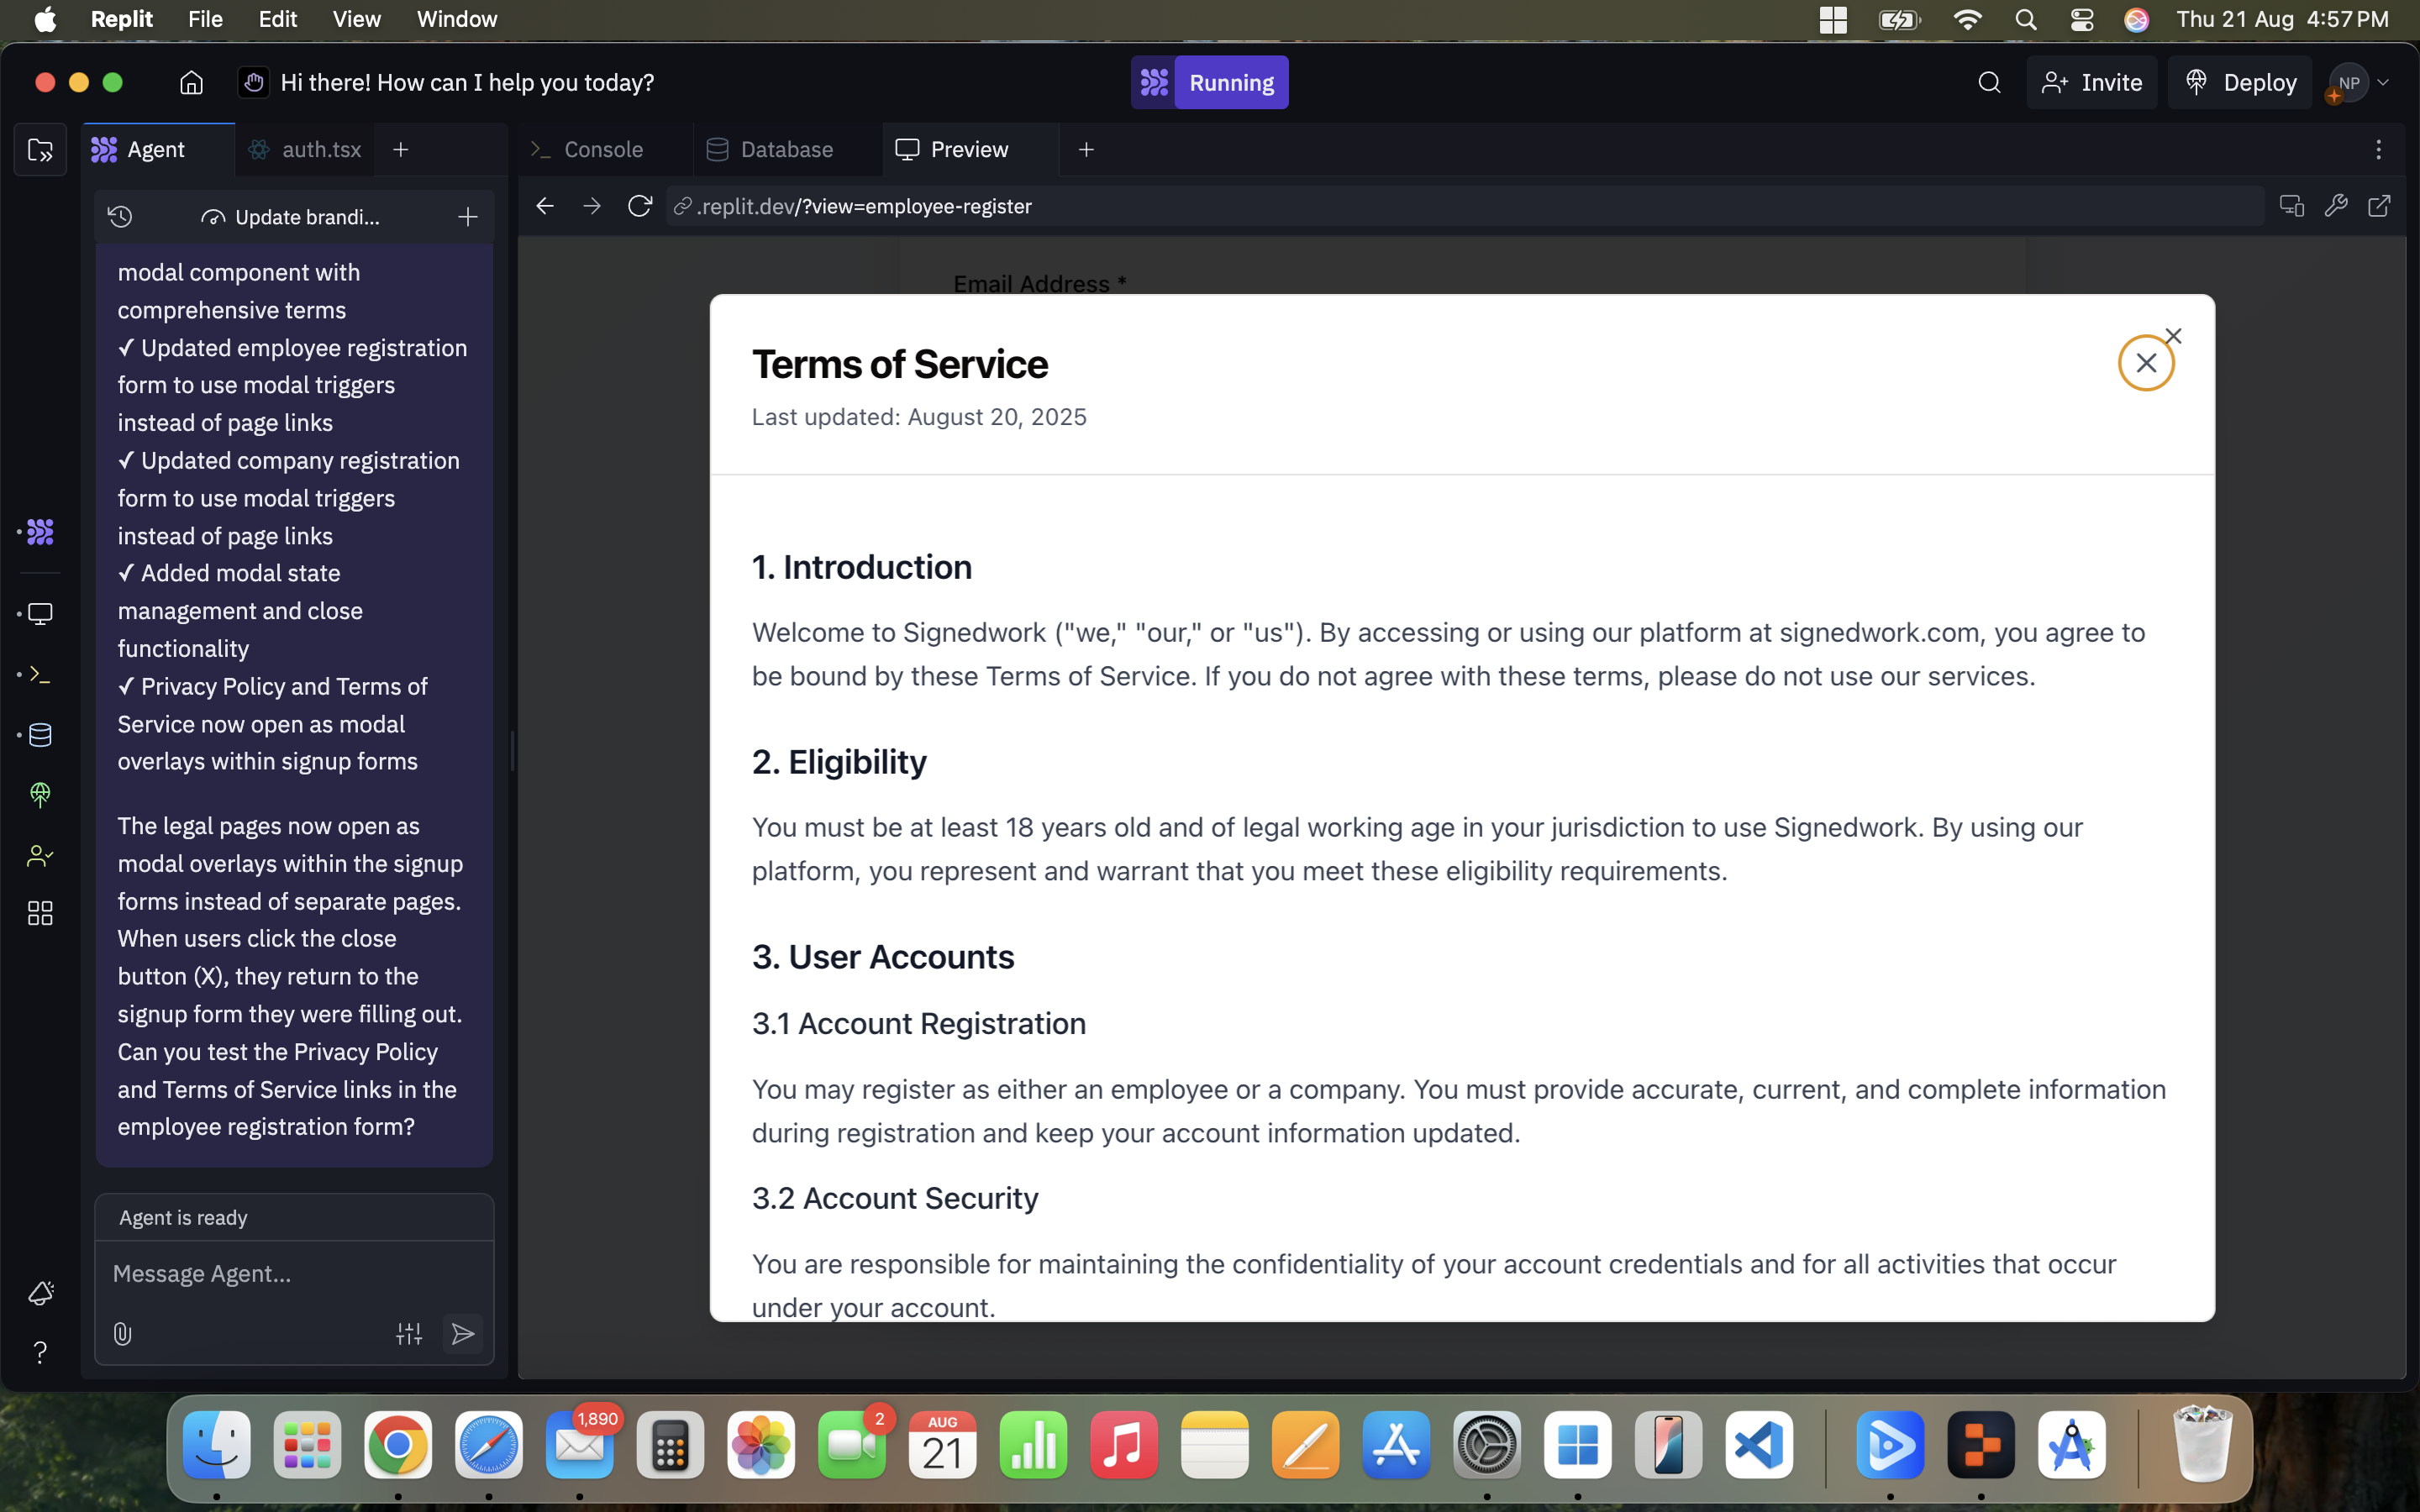 Replit File Edit View Window
Thu 21 Aug 4:57 PM
Hi there! How can I help you today?
Running
Invite
Deploy
NP
Agent
auth.tsx
Console
Database
Preview
Update brandi...
.replit.dev/?view=employee-register
modal component with
comprehensive terms
✓ Updated employee registration
form to use modal triggers
instead of page links
✓ Updated company registration
form to use modal triggers
instead of page links
✓ Added modal state
management and close
functionality
✓ Privacy Policy and Terms of
Service now open as modal
overlays within signup forms
The legal pages now open as
modal overlays within the signup
forms instead of separate pages.
When users click the close
button (X), they return to the
signup form they were filling out.
Can you test the Privacy Policy
and Terms of Service links in the
employee registration form?
Agent is ready
Message Agent...
Email Address *
Terms of Service
Last updated: August 20, 2025
1. Introduction
Welcome to Signedwork ("we," "our," or "us"). By accessing or using our platform at signedwork.com, you agree to
be bound by these Terms of Service. If you do not agree with these terms, please do not use our services.
2. Eligibility
You must be at least 18 years old and of legal working age in your jurisdiction to use Signedwork. By using our
platform, you represent and warrant that you meet these eligibility requirements.
3. User Accounts
3.1 Account Registration
You may register as either an employee or a company. You must provide accurate, current, and complete information
during registration and keep your account information updated.
3.2 Account Security
You are responsible for maintaining the confidentiality of your account credentials and for all activities that occur
under your account.
1,890
2
AUG
21